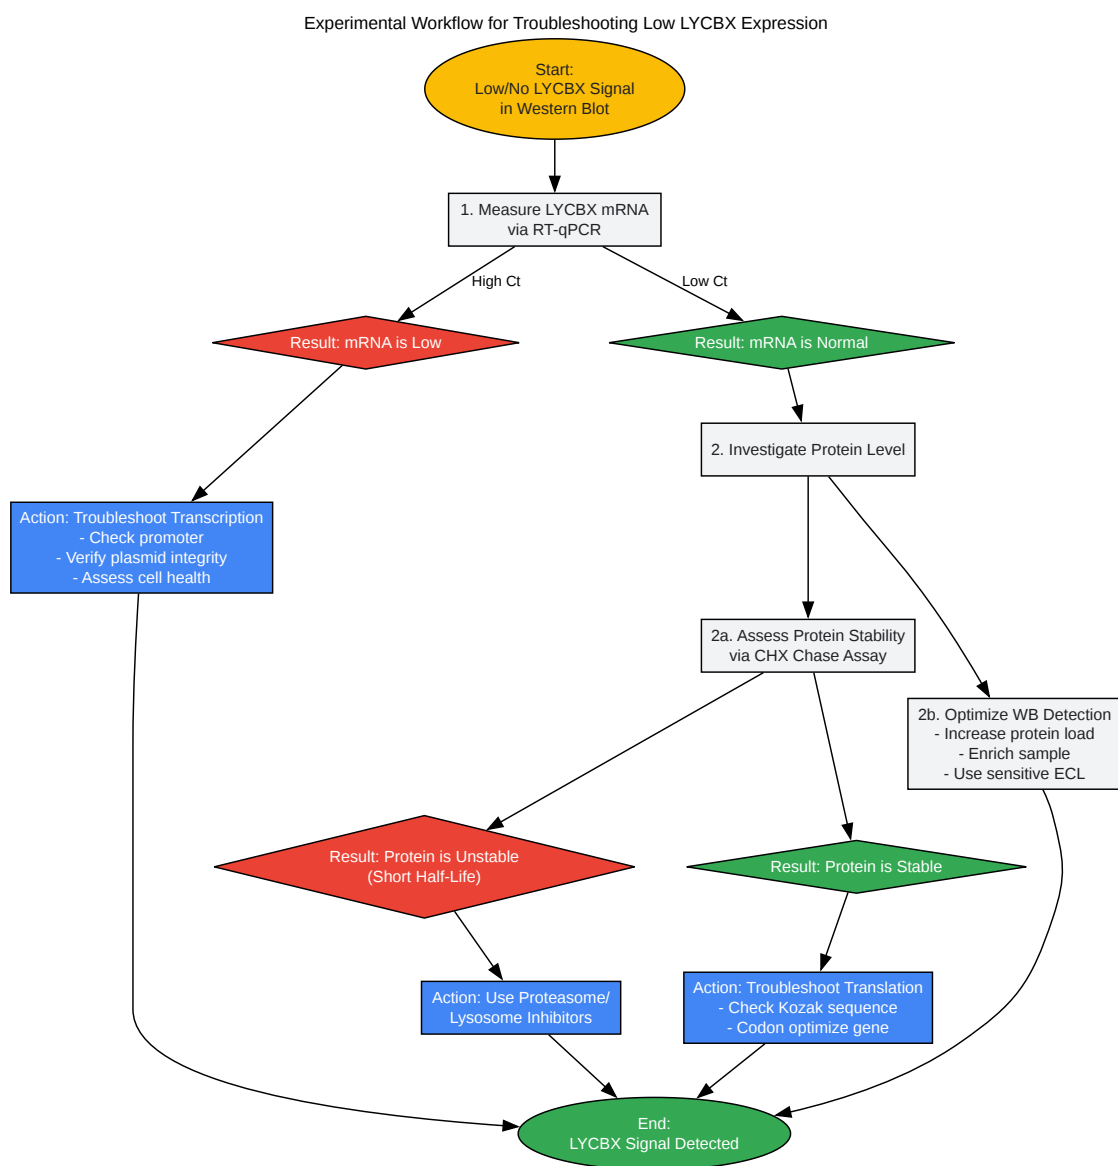 Experimental Workflow for Troubleshooting Low LYCBX Expression
Start:
Low/No LYCBX Signal
in Western Blot
1. Measure LYCBX mRNA
via RT-qPCR
High Ct
Low Ct
Result: mRNA is Low
Result: mRNA is Normal
2. Investigate Protein Level
Action: Troubleshoot Transcription
- Check promoter
- Verify plasmid integrity
- Assess cell health
2a. Assess Protein Stability
via CHX Chase Assay
2b. Optimize WB Detection
- Increase protein load
- Enrich sample
- Use sensitive ECL
Result: Protein is Unstable
(Short Half-Life)
Result: Protein is Stable
Action: Use Proteasome/
Lysosome Inhibitors
Action: Troubleshoot Translation
- Check Kozak sequence
- Codon optimize gene
End:
LYCBX Signal Detected